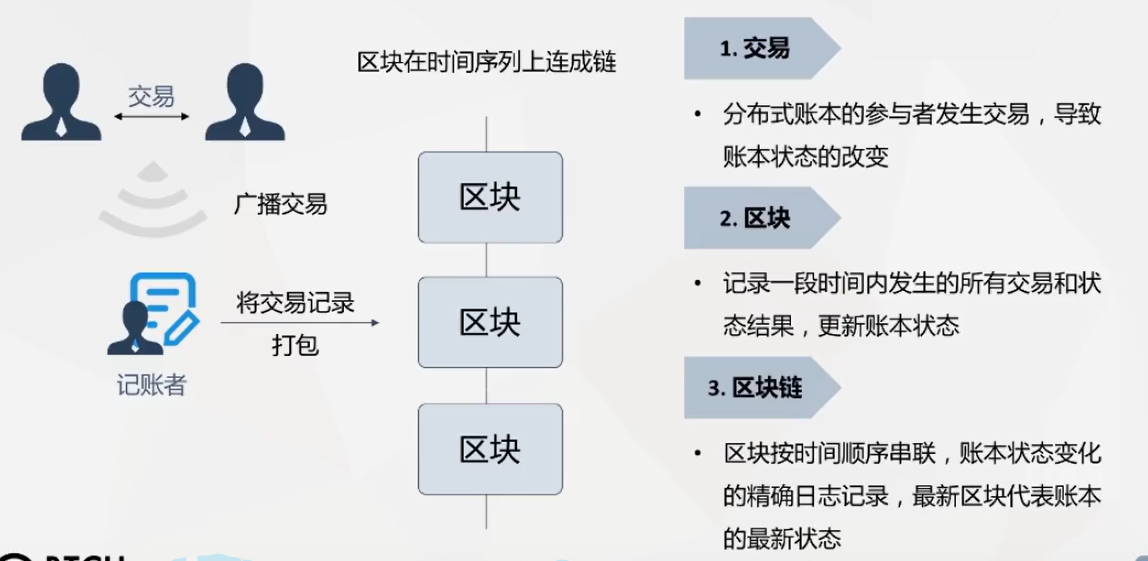 区块在时间序列上连成链
交易
广播交易
将交易记录
打包
记账者
区块
区块
区块
1. 交易
• 分布式账本的参与者发生交易，导致
账本状态的改变
2. 区块
• 记录一段时间内发生的所有交易和状
态结果，更新账本状态
3. 区块链
• 区块按时间顺序串联，账本状态变化
的精确日志记录，最新区块代表账本
的最新状态